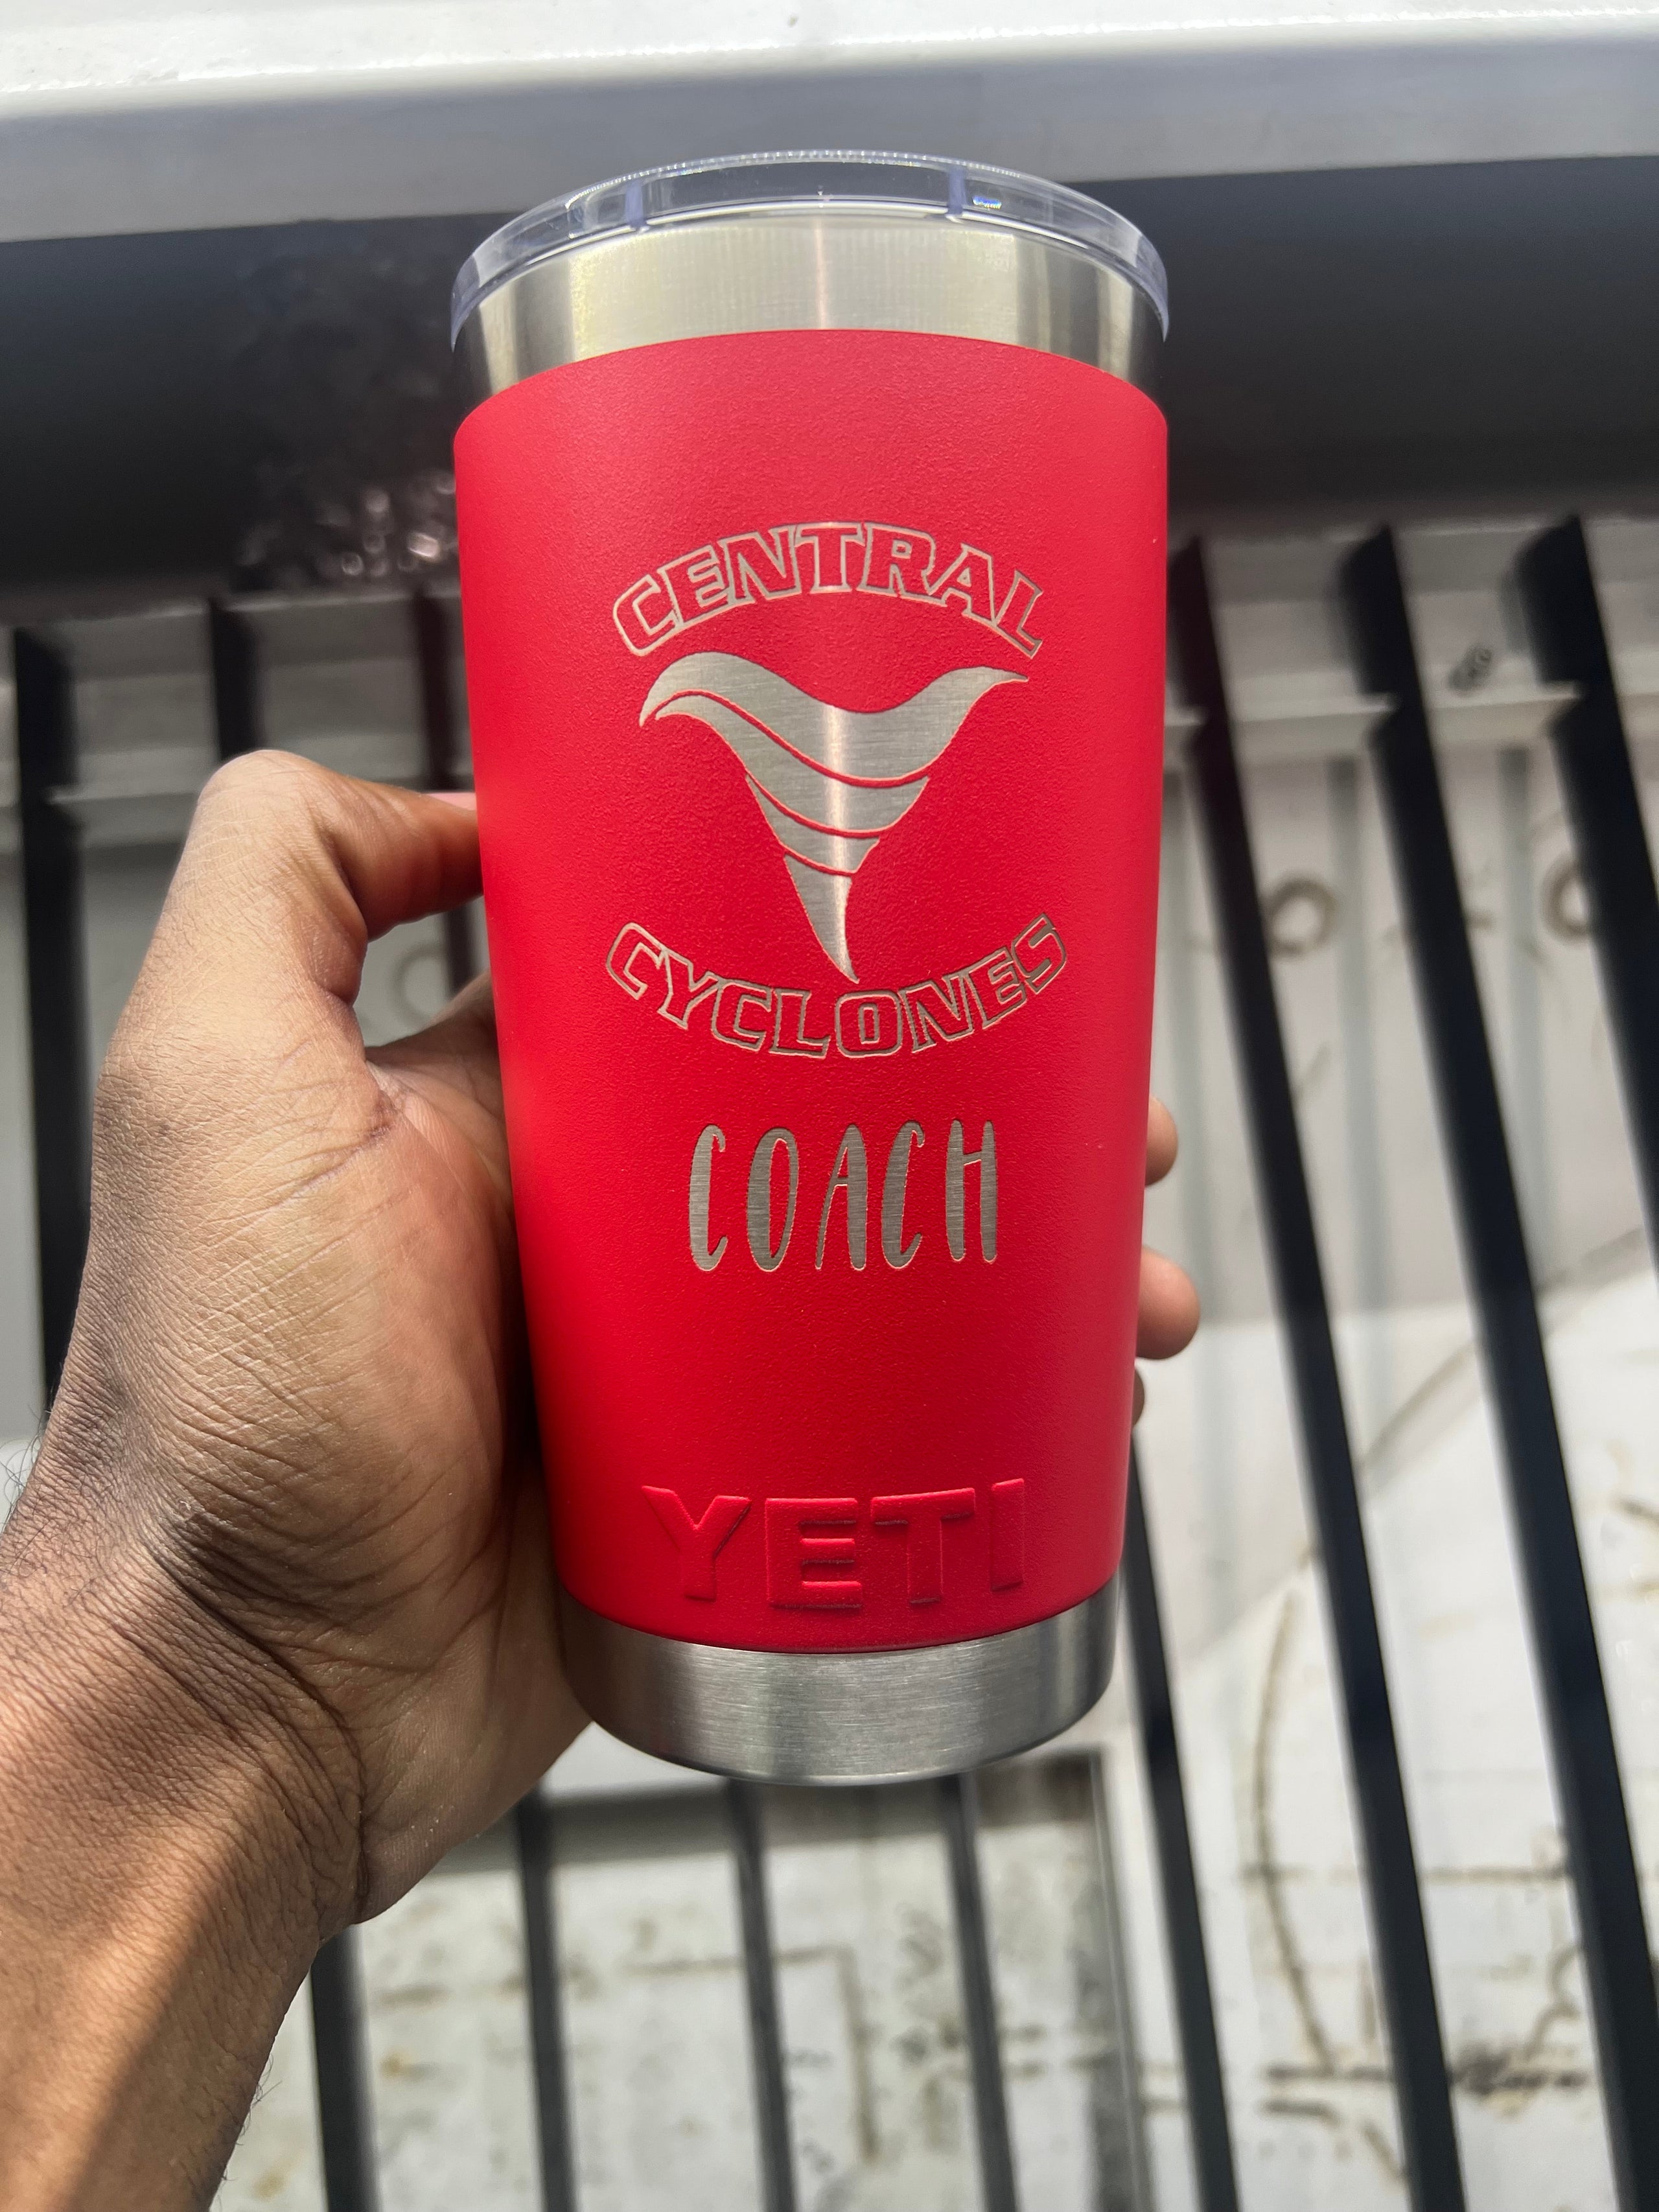 CENTRAL
CYCLONES
COACH
YETI